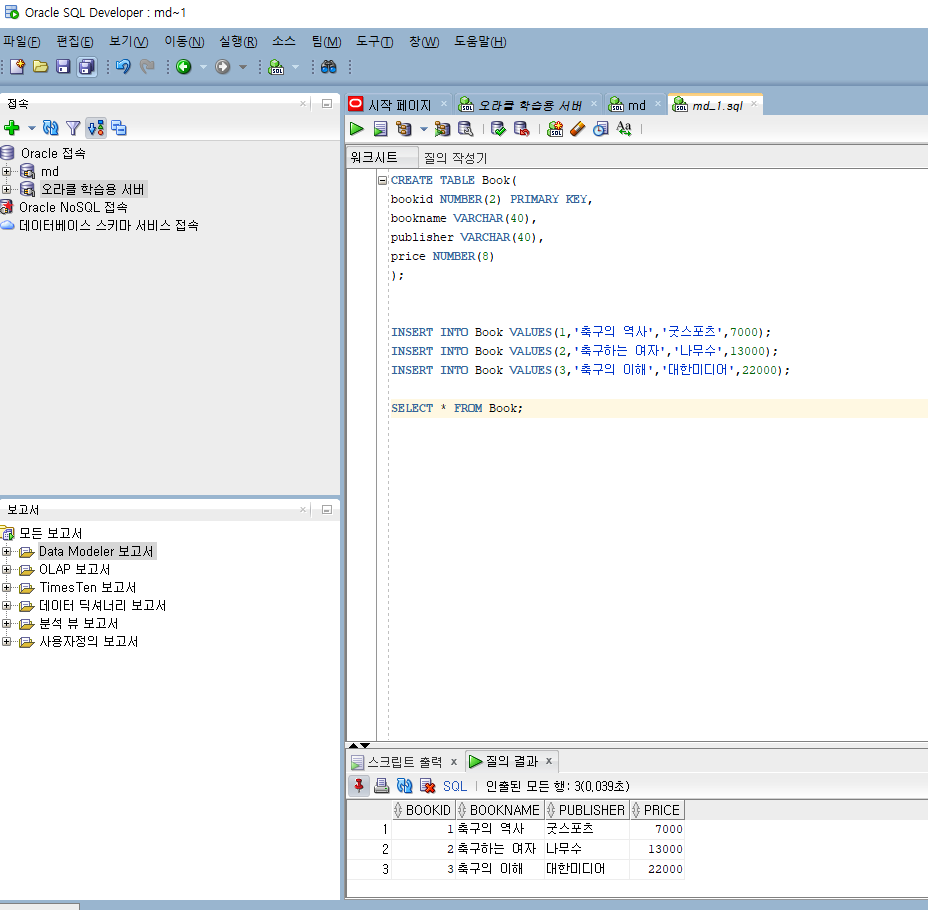 Oracle SQL Developer : md~1
파일(F) 편집(E) 보기(V) 이동(N) 실행(R) 소스 팀(M) 도구(T) 창(W) 도움말(H)
접속
Oracle 접속
md
오라클 학습용 서버
Oracle NoSQL 접속
데이터베이스 스키마 서비스 접속
보고서
모든 보고서
Data Modeler 보고서
OLAP 보고서
TimesTen 보고서
데이터 딕셔너리 보고서
분석 뷰 보고서
사용자정의 보고서
시작 페이지 오라클 학습용 서버 md md_1.sql
워크시트 질의 작성기
CREATE TABLE Book(
bookid NUMBER(2) PRIMARY KEY,
bookname VARCHAR(40),
publisher VARCHAR(40),
price NUMBER(8)
);
INSERT INTO Book VALUES(1,'축구의 역사','굿스포츠',7000);
INSERT INTO Book VALUES(2,'축구하는 여자','나무수',13000);
INSERT INTO Book VALUES(3,'축구의 이해','대한미디어',22000);
SELECT * FROM Book;
스크립트 출력 질의 결과
SQL 인출된 모든 행: 3(0,039초)
BOOKID BOOKNAME PUBLISHER PRICE
1 1 축구의 역사 굿스포츠 7000
2 2 축구하는 여자 나무수 13000
3 3 축구의 이해 대한미디어 22000